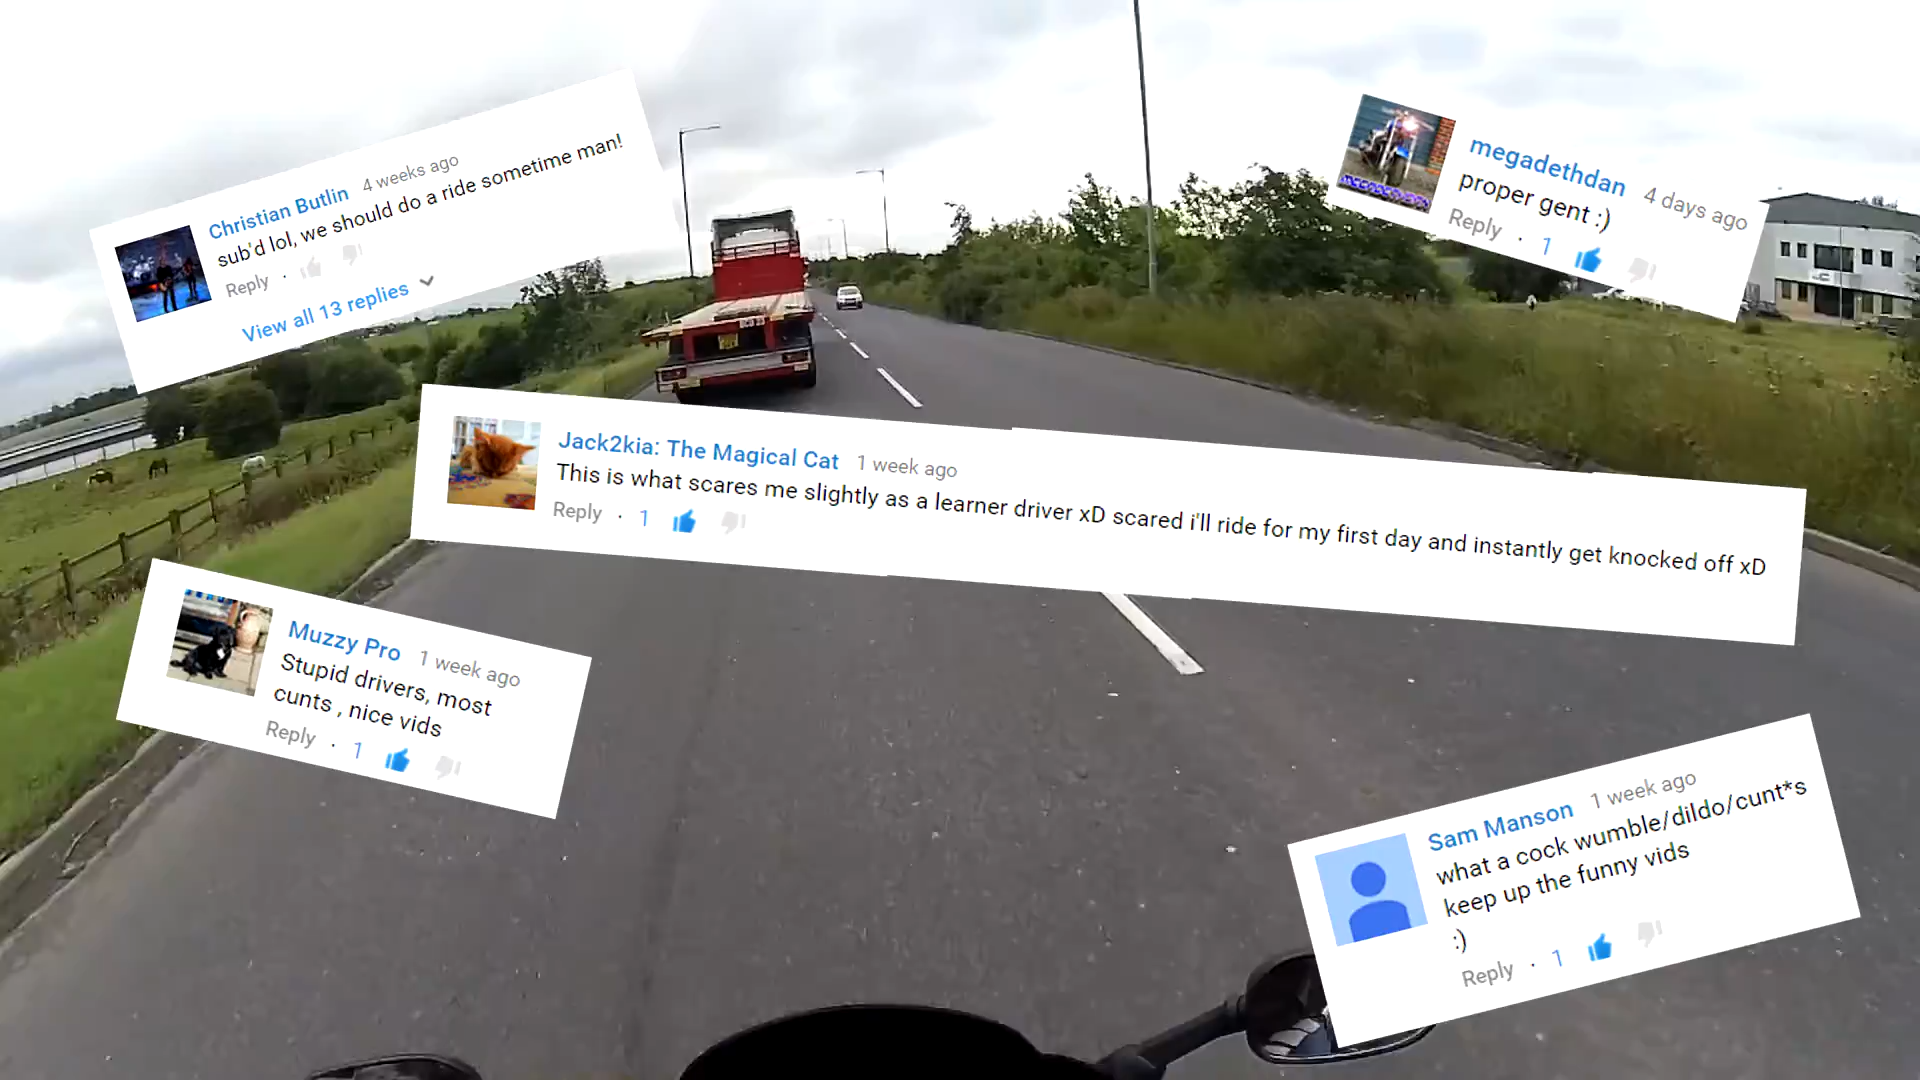 Christian Butlin 4 weeks ago
sub'd lol, we should do a ride sometime man!
Reply ·
View all 13 replies
megadethdan 4 days ago
proper gent :)
Reply · 1
Jack2kia: The Magical Cat 1 week ago
This is what scares me slightly as a learner driver xD scared i'll ride for my first day and instantly get knocked off xD
Reply · 1
Muzzy Pro 1 week ago
Stupid drivers, most
cunts , nice vids
Reply · 1
Sam Manson 1 week ago
what a cock wumble/dildo/cunt*s
keep up the funny vids
:)
Reply · 1